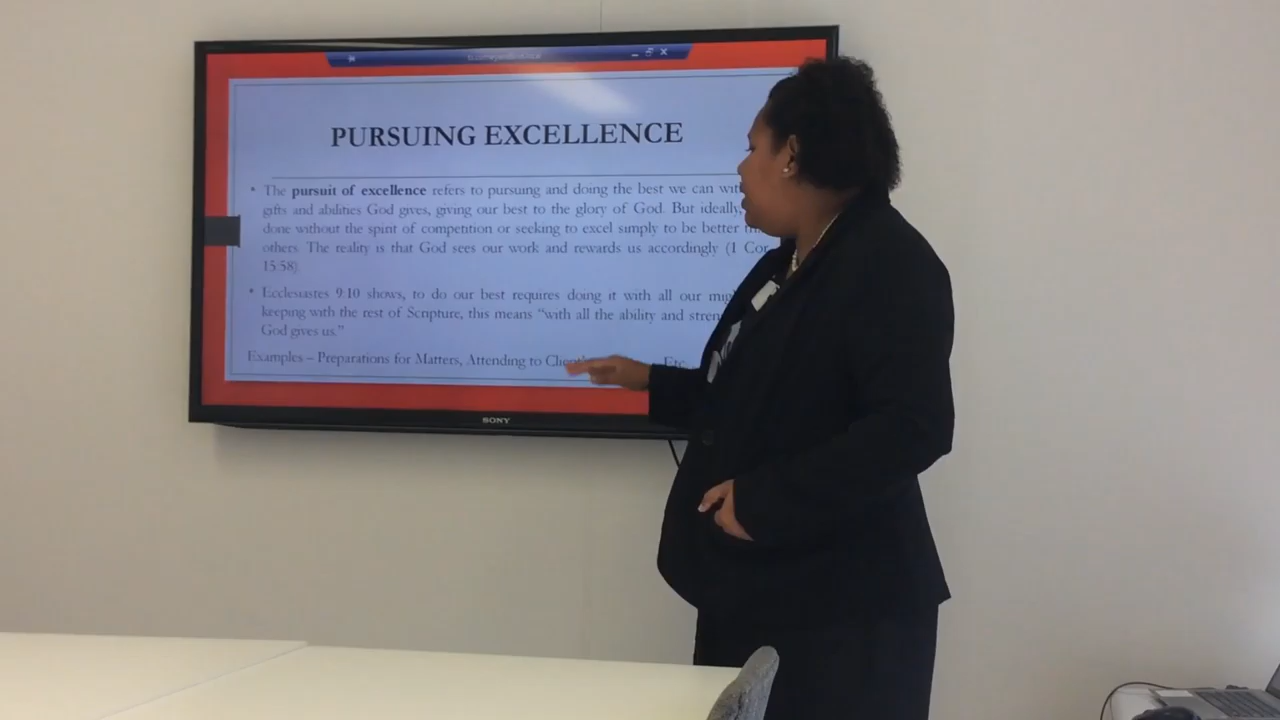 PURSUING EXCELLENCE
• The pursuit of excellence refers to pursuing and doing the best we can
gifts and abilities God gives, giving our best to the glory of God. But ideally,
done without the spirit of competition or seeking to excel simply to be better
others. The reality is that God sees our work and rewards us accordingly (1 Cor
15:58)
• Ecclesiastes 9:10 shows, to do our best requires doing it with all our
keeping with the rest of Scripture, this means “with all the ability and
God gives us.”
Examples – Preparations for Matters, Attending to Etc.
SONY